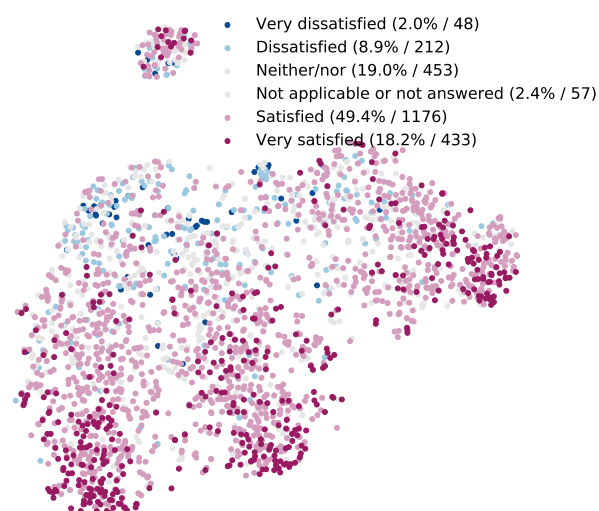 Very dissatisfied (2.0% / 48)
Dissatisfied (8.9% / 212)
Neither/nor (19.0% / 453)
Not applicable or not answered (2.4% / 57)
Satisfied (49.4% / 1176)
Very satisfied (18.2% / 433)